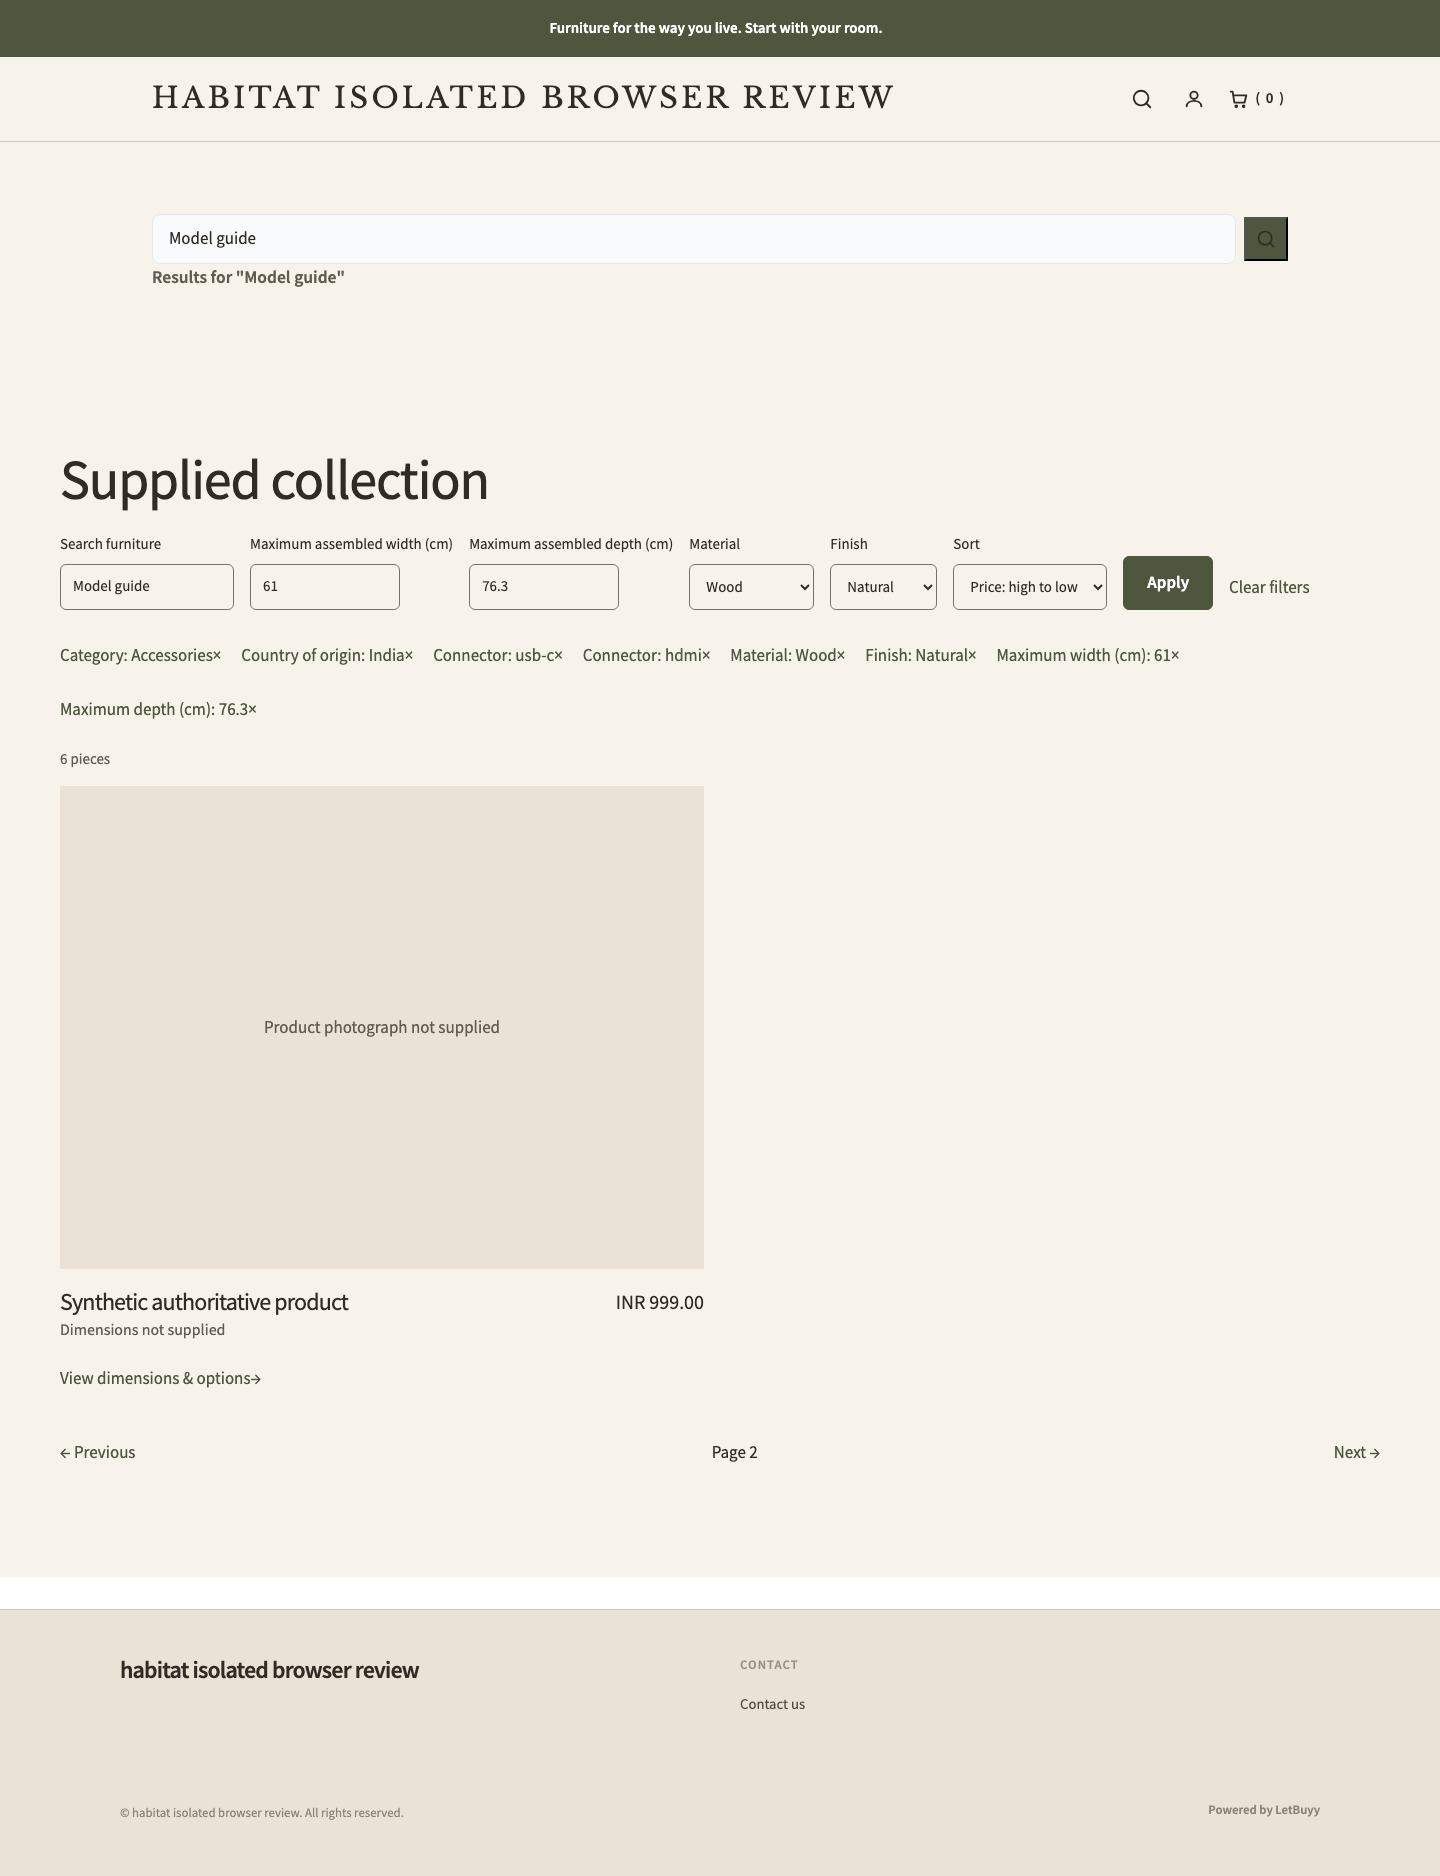 Furniture for the way you live. Start with your room.
HABITAT ISOLATED BROWSER REVIEW
( 0 )
Model guide
Results for "Model guide"
Supplied collection
Search furniture Maximum assembled width (cm) Maximum assembled depth (cm) Material Finish Sort
Model guide 61 76.3 Wood Natural Price: high to low Apply Clear filters
Category: Accessories× Country of origin: India× Connector: usb-c× Connector: hdmi× Material: Wood× Finish: Natural× Maximum width (cm): 61×
Maximum depth (cm): 76.3×
6 pieces
Product photograph not supplied
Synthetic authoritative product INR 999.00
Dimensions not supplied
View dimensions & options→
← Previous Page 2 Next →
habitat isolated browser review
CONTACT
Contact us
© habitat isolated browser review. All rights reserved.
Powered by LetBuyy